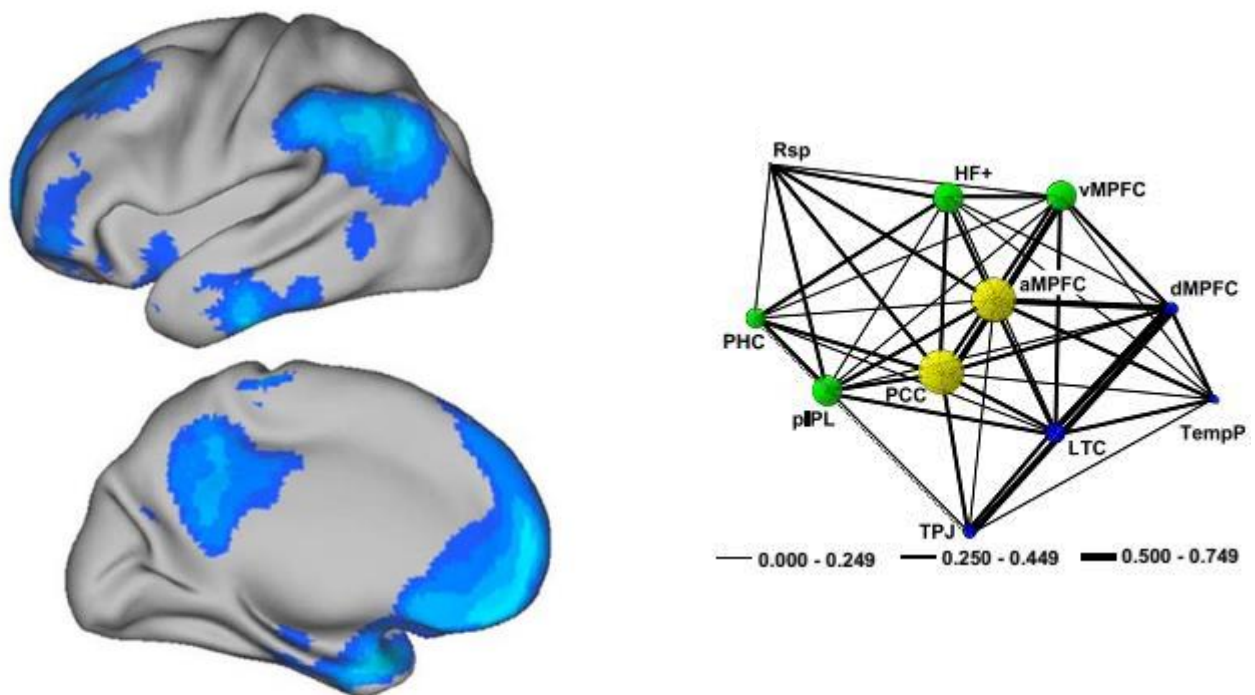 Rsp
HF+
vMPFC
aMPFC
dMPFC
PHC
PCC
pIPL
TempP
LTC
TPJ
0.000 - 0.249
0.250 - 0.449
0.500 - 0.749